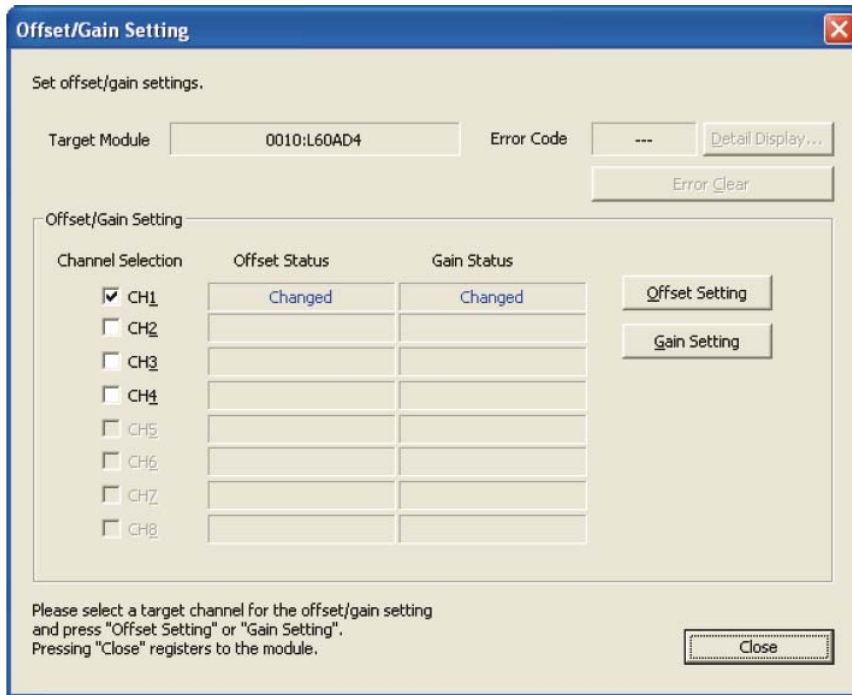 Offset/Gain Setting
Set offset/gain settings.
Target Module 0010:L60AD4 Error Code --- Detail Display...
Error Clear
Offset/Gain Setting
Channel Selection Offset Status Gain Status
CH1 Changed Changed Offset Setting
CH2
Gain Setting
CH3
CH4
CH5
CH6
CH7
CH8
Please select a target channel for the offset/gain setting
and press "Offset Setting" or "Gain Setting".
Pressing "Close" registers to the module.
Close